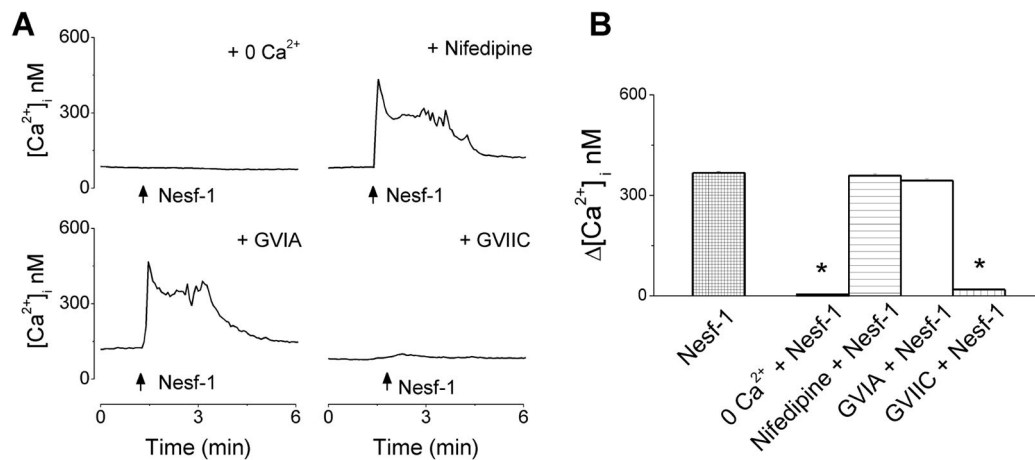 A
600
300
0
[Ca²⁺]ᵢ nM
+ 0 Ca²⁺
Nesf-1
+ Nifedipine
Nesf-1
600
300
0
[Ca²⁺]ᵢ nM
+ GVIA
Nesf-1
+ GVIIC
Nesf-1
0 3 6
0 3 6
Time (min)
Time (min)
B
600
300
0
Δ[Ca²⁺]ᵢ nM
*
*
Nesf-1
0 Ca²⁺ + Nesf-1
Nifedipine + Nesf-1
GVIA + Nesf-1
GVIIC + Nesf-1